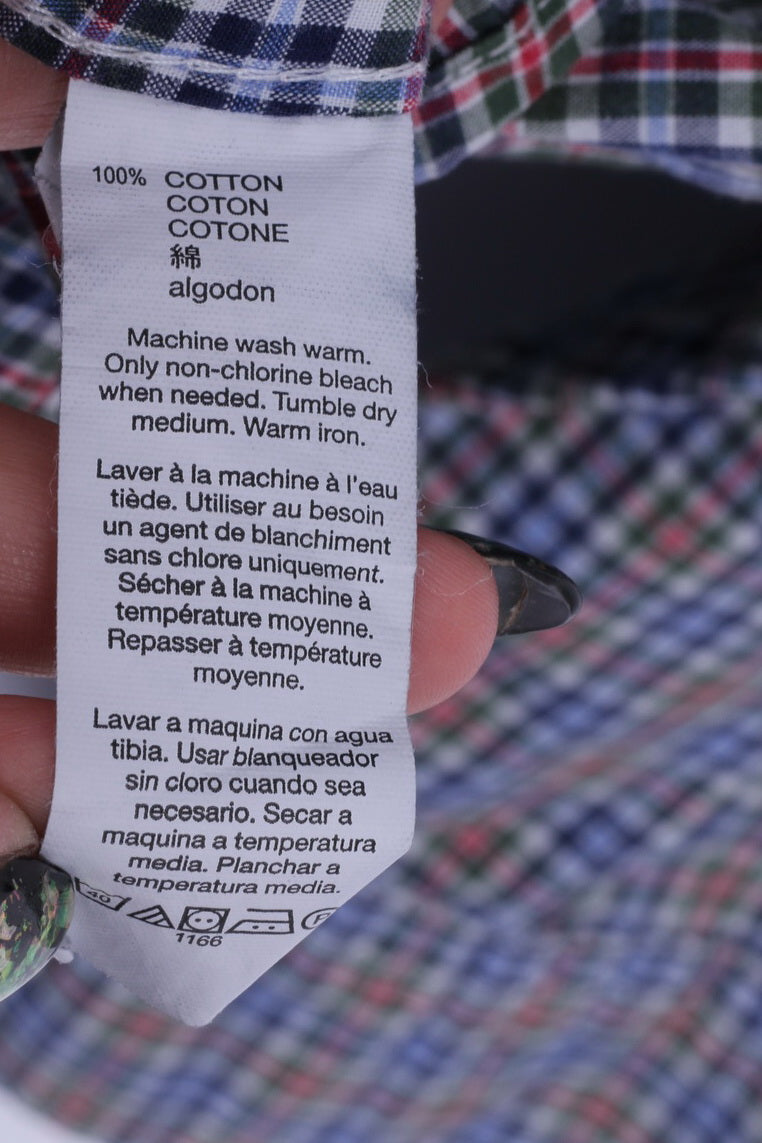 100% COTTON
COTON
COTONE
綿
algodon
Machine wash warm.
Only non-chlorine bleach
when needed. Tumble dry
medium. Warm iron.
Laver à la machine à l'eau
tiède. Utiliser au besoin
un agent de blanchiment
sans chlore uniquement.
Sécher à la machine à
température moyenne.
Repasser à température
moyenne.
Lavar a maquina con agua
tibia. Usar blanqueador
sin cloro cuando sea
necesario. Secar a
maquina a temperatura
media. Planchar a
temperatura media.
40 P
1166